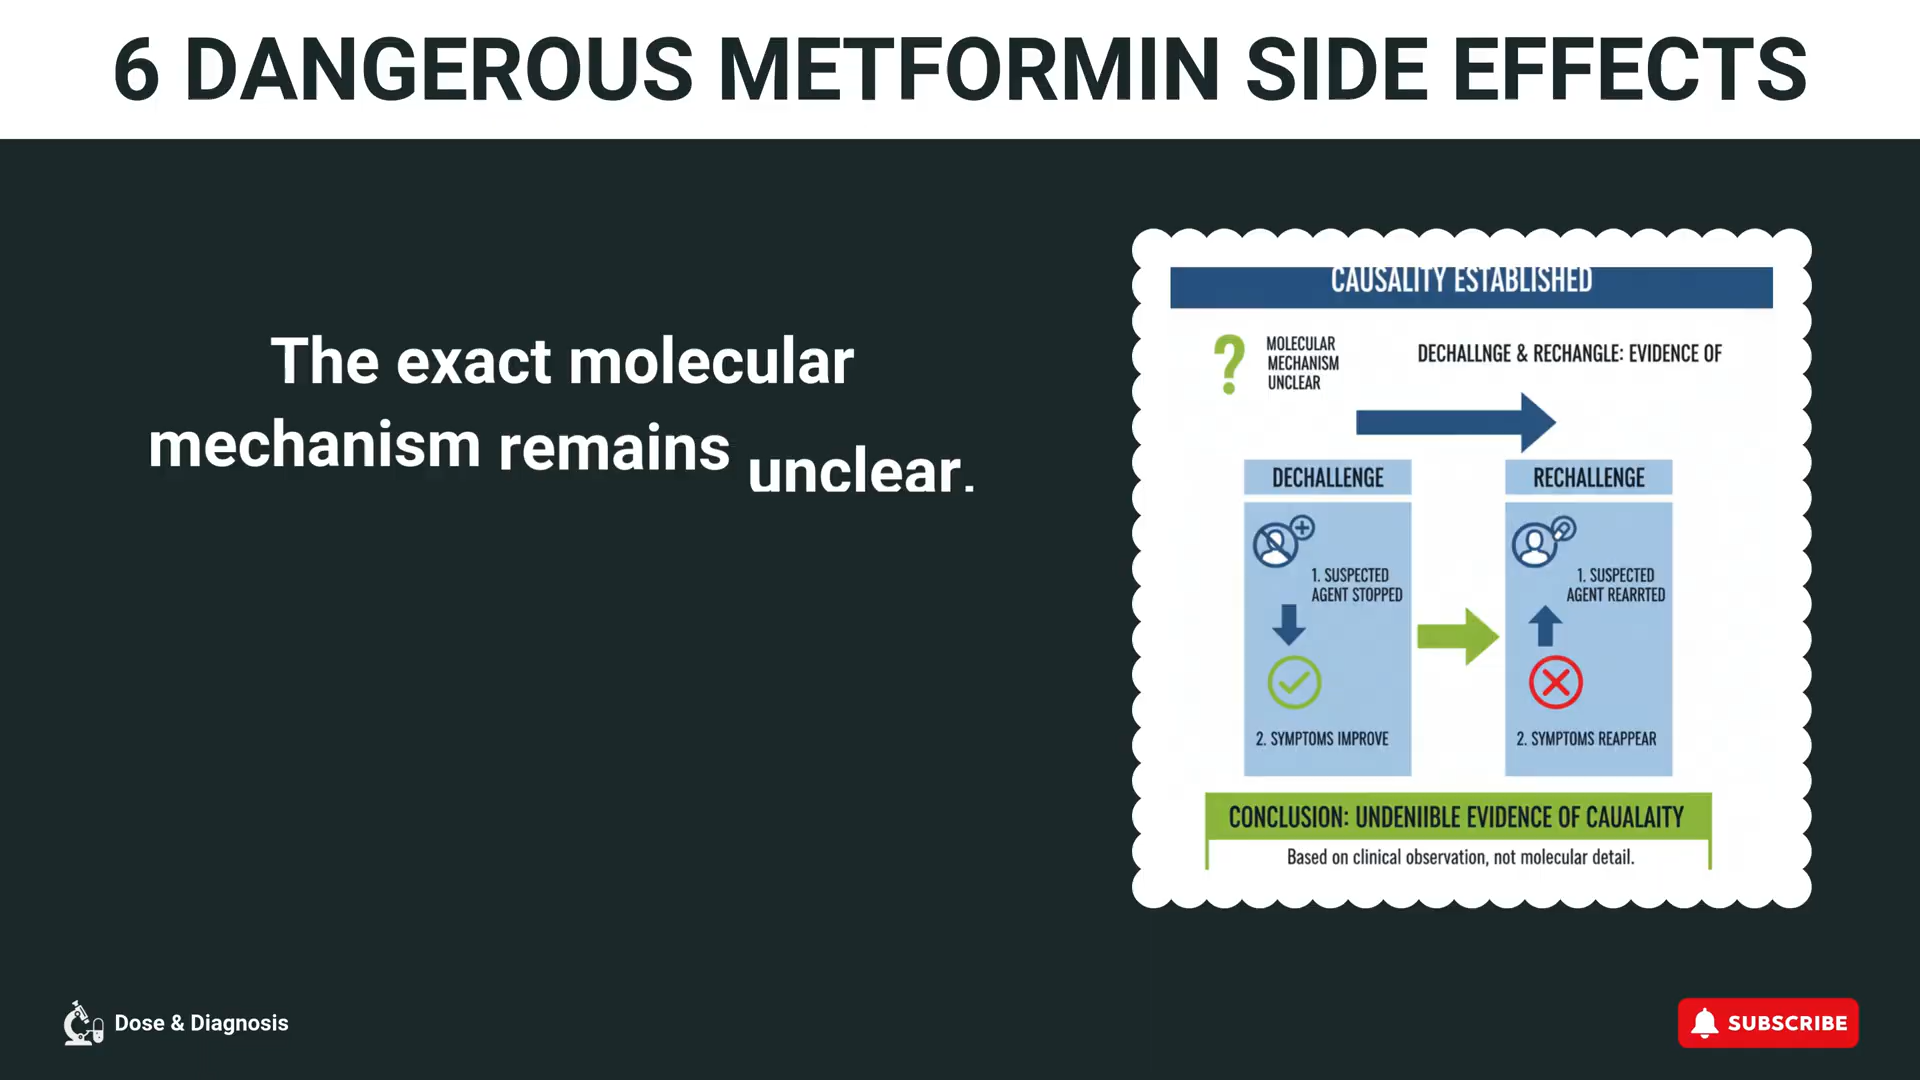 6 DANGEROUS METFORMIN SIDE EFFECTS
The exact molecular
mechanism remains unclear.
CAUSALITY ESTABLISHED
?
MOLECULAR
MECHANISM
UNCLEAR
DECHALLNGE & RECHANGLE: EVIDENCE OF
DECHALLENGE
1. SUSPECTED
AGENT STOPPED
2. SYMPTOMS IMPROVE
RECHALLENGE
1. SUSPECTED
AGENT REARRTED
2. SYMPTOMS REAPPEAR
CONCLUSION: UNDENIIBLE EVIDENCE OF CAUALAITY
Based on clinical observation, not molecular detail.
Dose & Diagnosis
SUBSCRIBE